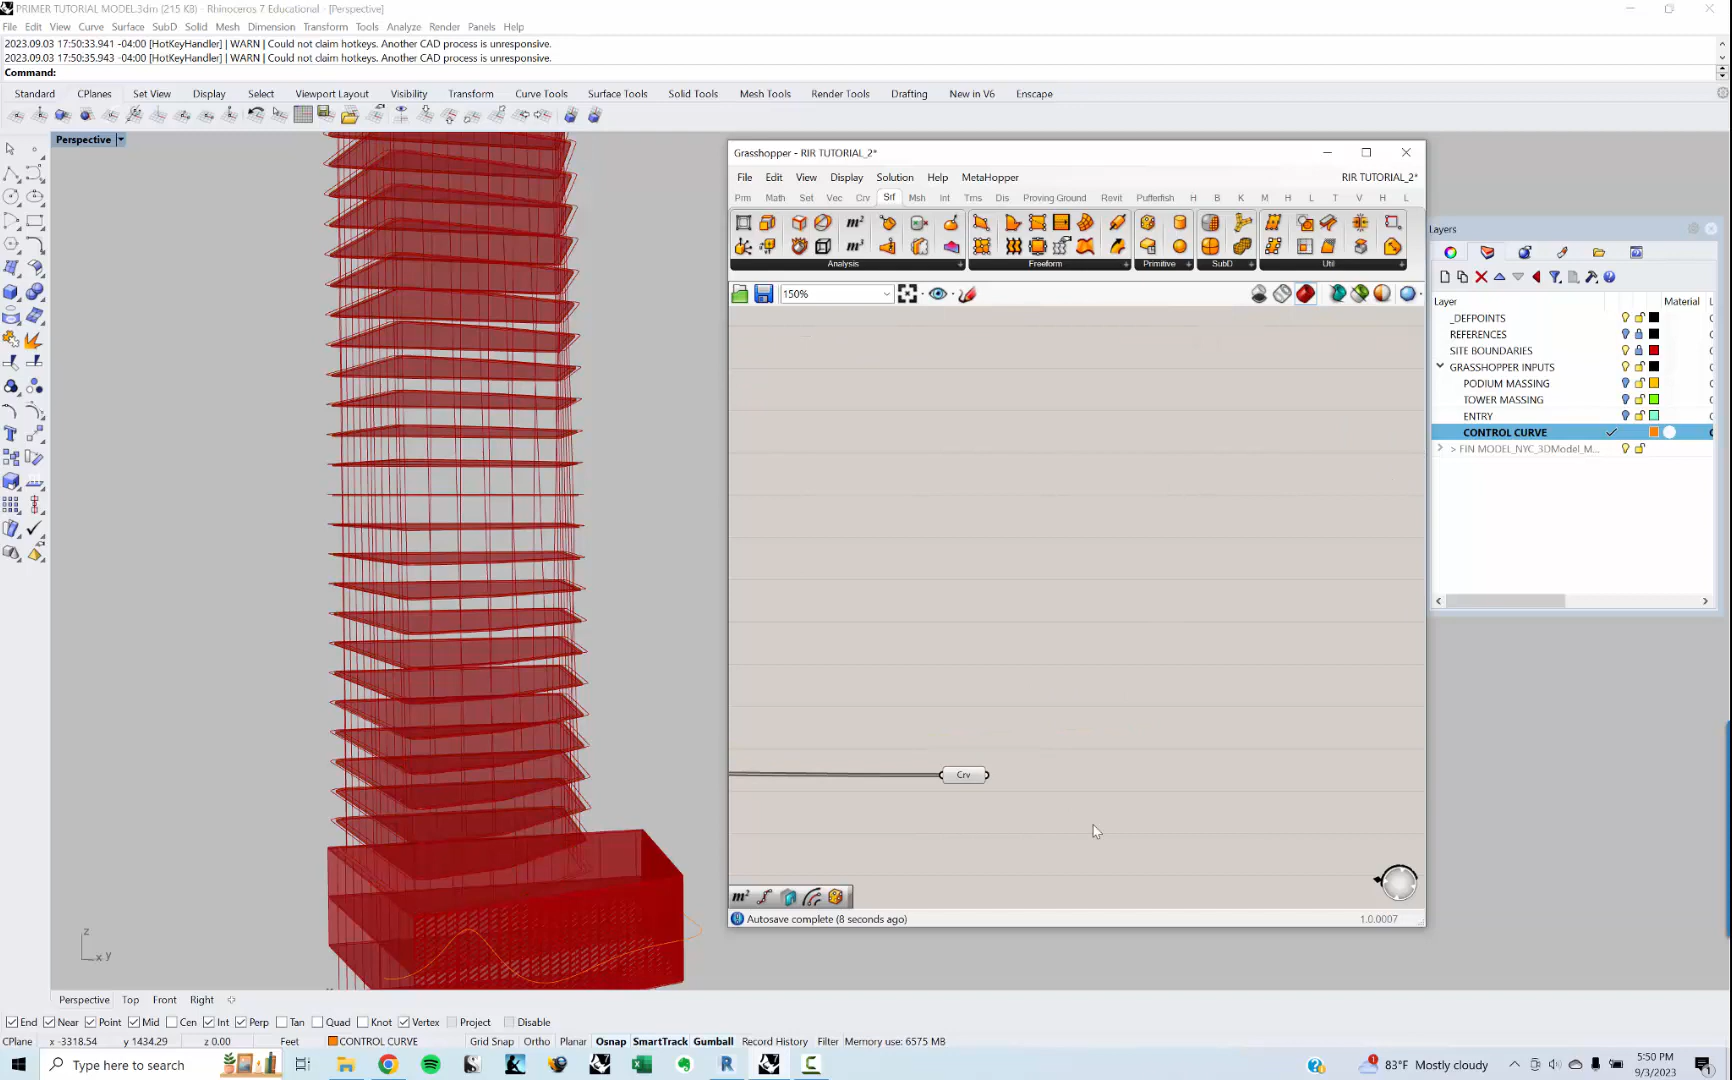 PRIMER TUTORIAL MODEL.3dm (215 KB) - Rhinoceros 7 Educational - [Perspective]
File Edit View Curve Surface SubD Solid Mesh Dimension Transform Tools Analyze Render Panels Help
2023.09.03 17:50:33.941 -04:00 [HotKeyHandler] | WARN | Could not claim hotkeys. Another CAD process is unresponsive.
2023.09.03 17:50:35.943 -04:00 [HotKeyHandler] | WARN | Could not claim hotkeys. Another CAD process is unresponsive.
Command:
Standard CPlanes Set View Display Select Viewport Layout Visibility Transform Curve Tools Surface Tools Solid Tools Mesh Tools Render Tools Drafting New in V6 Enscape
Perspective
Grasshopper - RIR TUTORIAL_2*
File Edit View Display Solution Help MetaHopper RIR TUTORIAL_2*
Prm Math Set Vec Crv Srf Msh Int Trns Dis Proving Ground Revit Pufferfish H B K M H L T V H L
m² m³
Analysis Freeform Primitive SubD Util
150%
Crv
m²
Autosave complete (8 seconds ago) 1.0.0007
Layers
Layer Material L
_DEFPOINTS
REFERENCES
SITE BOUNDARIES
GRASSHOPPER INPUTS
PODIUM MASSING
TOWER MASSING
ENTRY
CONTROL CURVE
> FIN MODEL_NYC_3DModel_M...
z
x y
Perspective Top Front Right
End Near Point Mid Cen Int Perp Tan Quad Knot Vertex Project Disable
CPlane x -3318.54 y 1434.29 z 0.00 Feet CONTROL CURVE Grid Snap Ortho Planar Osnap SmartTrack Gumball Record History Filter Memory use: 6575 MB
Type here to search
83°F Mostly cloudy
5:50 PM
9/3/2023